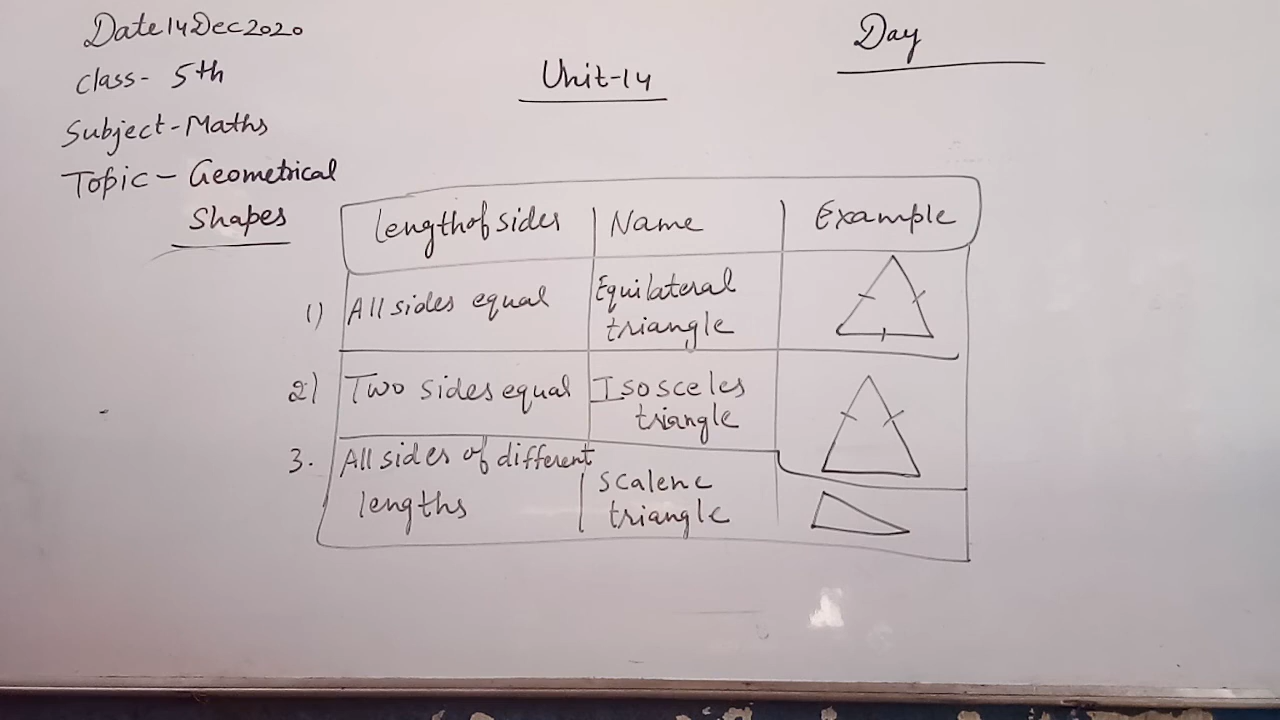 Date 14 Dec 2020
Day
Class- 5th
Unit-14
Subject-Maths
Topic- Geometrical
Shapes
length of sides Name Example
1) All sides equal Equilateral
triangle
2) Two sides equal Isosceles
triangle
3. All sides of different
lengths
Scalene
triangle